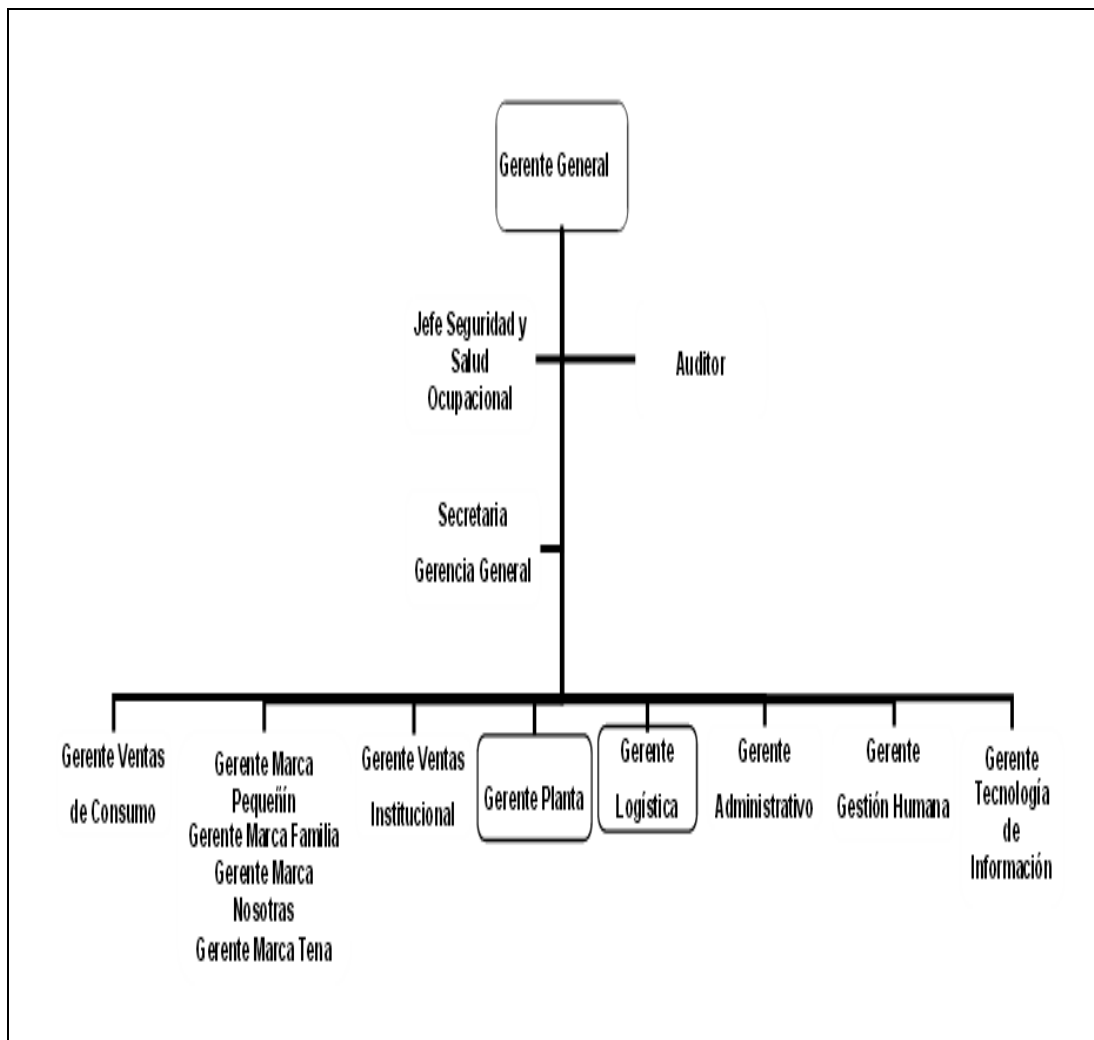 Gerente General
Jefe Seguridad y
Salud
Ocupacional
Auditor
Secretaria
Gerencia General
Gerente Ventas
de Consumo
Gerente Marca
Pequeñín
Gerente Marca Familia
Gerente Marca
Nosotras
Gerente Marca Tena
Gerente Ventas
Institucional
Gerente Planta
Gerente
Logística
Gerente
Administrativo
Gerente
Gestión Humana
Gerente
Tecnología
de
Información